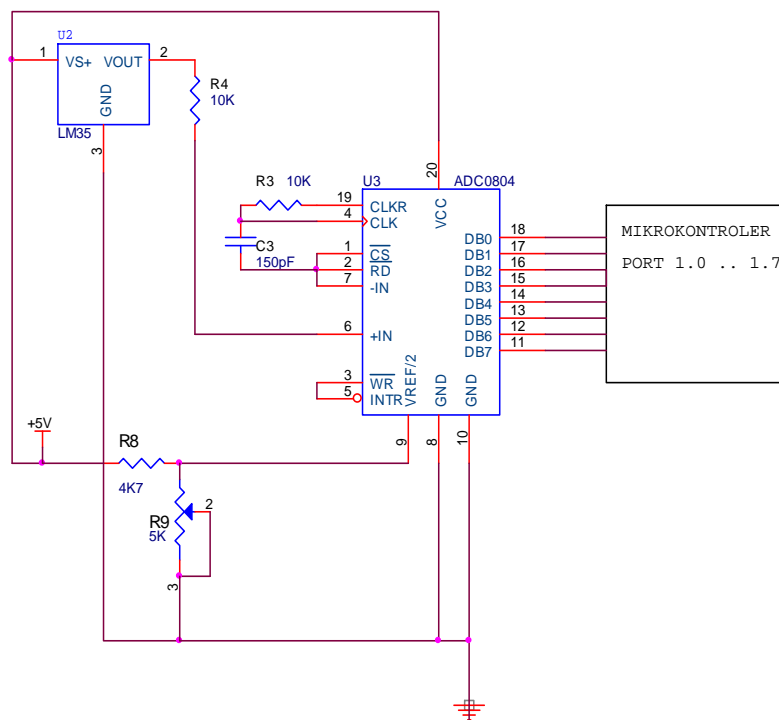 U2
1
VS+
VOUT
2
GND
LM35
3
R4
10K
R3 10K
U3
ADC0804
20
VCC
19
CLKR
4
CLK
C3
150pF
1
CS
2
RD
7
-IN
6
+IN
3
WR
5
INTR
VREF/2
GND
GND
9
8
10
DB0
18
DB1
17
DB2
16
DB3
15
DB4
14
DB5
13
DB6
12
DB7
11
MIKROKONTROLER
PORT 1.0 .. 1.7
+5V
R8
4K7
R9
5K
2
3